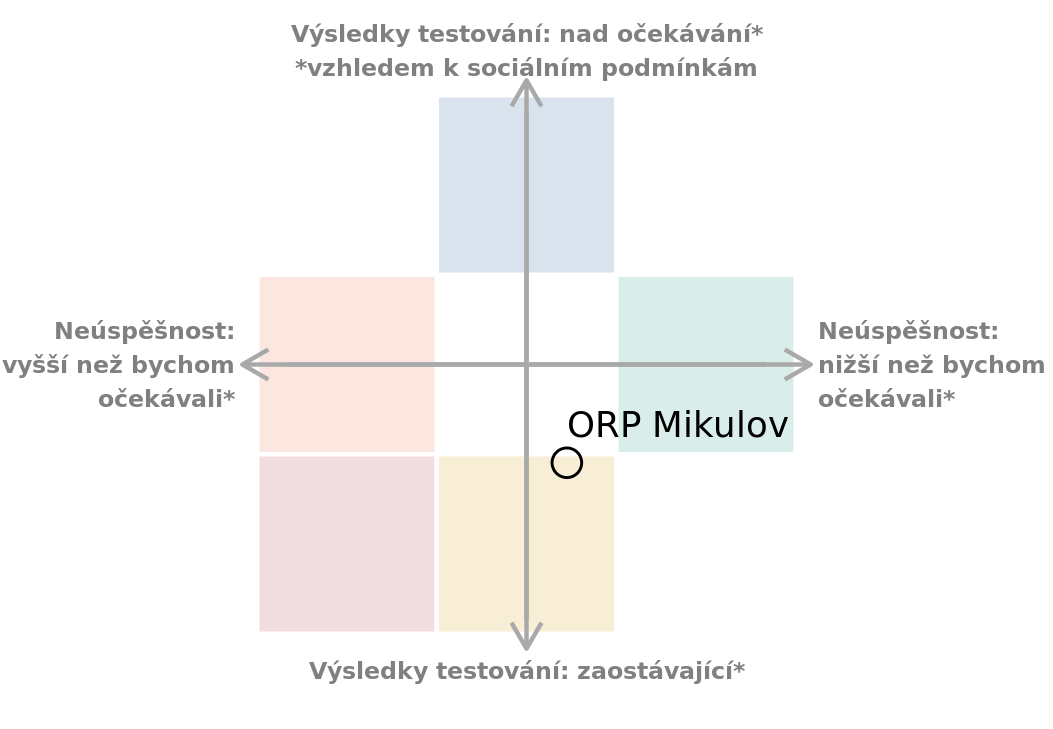 Výsledky testování: nad očekávání*
*vzhledem k sociálním podmínkám
Neúspěšnost:
vyšší než bychom
očekávali*
Neúspěšnost:
nižší než bychom
očekávali*
ORP Mikulov
Výsledky testování: zaostávající*